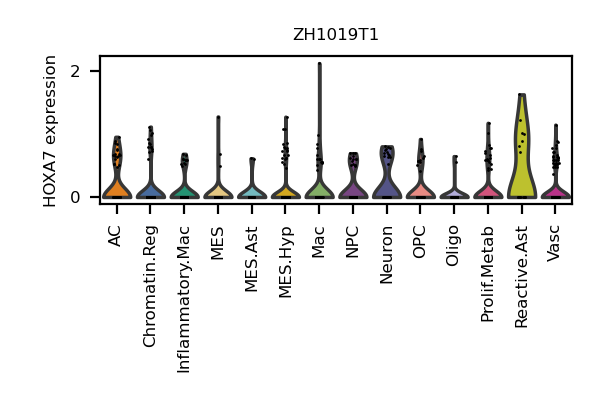 ZH1019T1
HOXA7 expression
2
0
AC
Chromatin.Reg
Inflammatory.Mac
MES
MES.Ast
MES.Hyp
Mac
NPC
Neuron
OPC
Oligo
Prolif.Metab
Reactive.Ast
Vasc